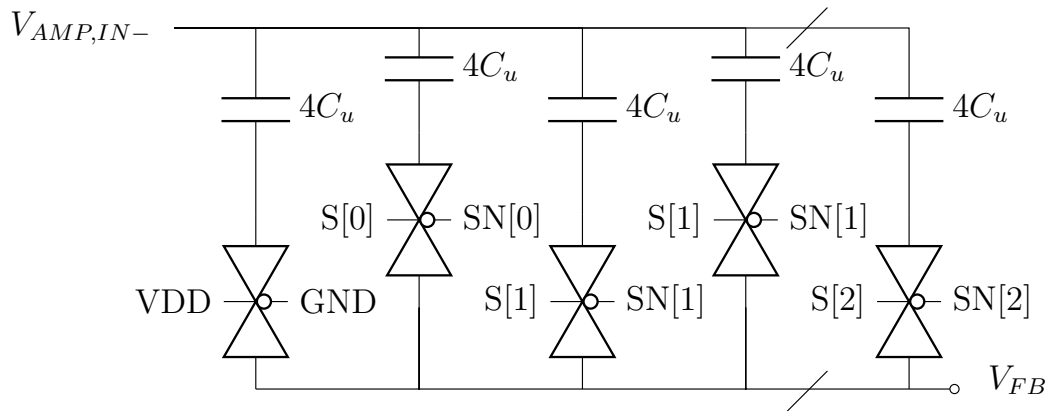 V_{AMP,IN-}
4C_u
4C_u
4C_u
4C_u
4C_u
S[0] SN[0]
S[1] SN[1]
VDD GND
S[1] SN[1]
S[2] SN[2]
V_{FB}